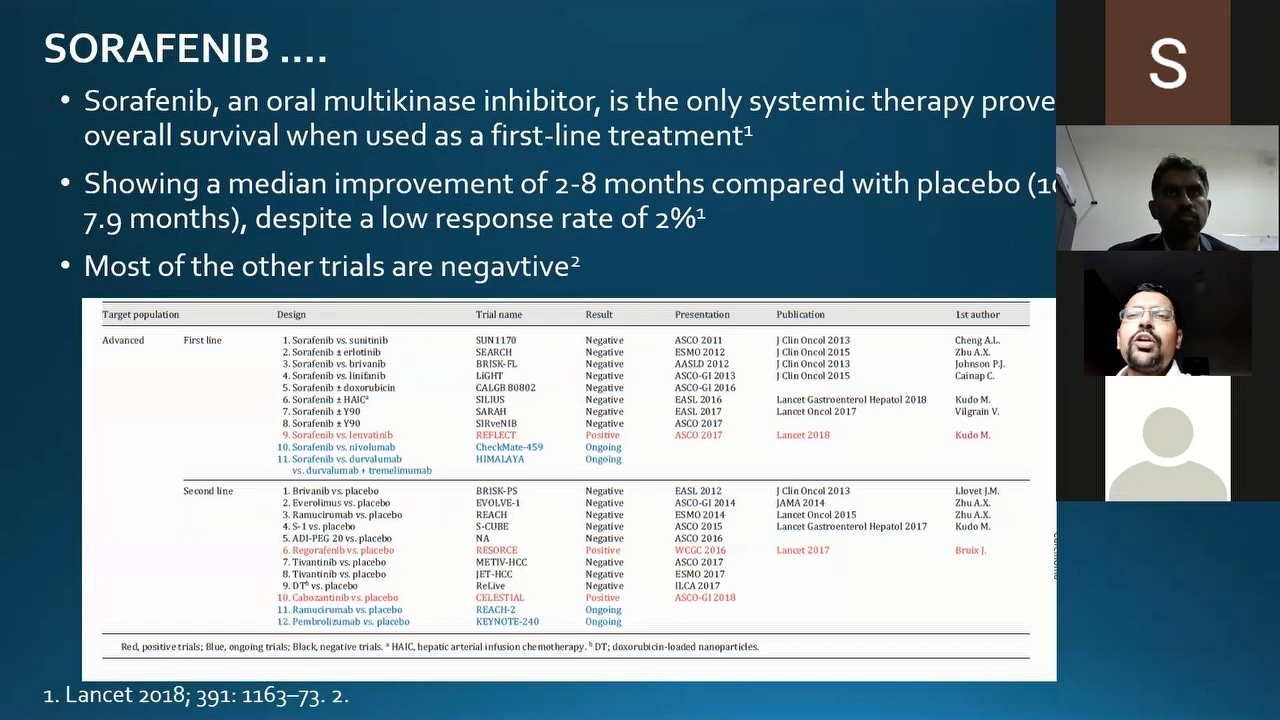 SORAFENIB ....
• Sorafenib, an oral multikinase inhibitor, is the only systemic therapy prove
overall survival when used as a first-line treatment¹
• Showing a median improvement of 2-8 months compared with placebo (10
7.9 months), despite a low response rate of 2%¹
• Most of the other trials are negavtive²
Target population Design Trial name Result Presentation Publication 1st author
Advanced First line 1. Sorafenib vs. sunitinib SUN1170 Negative ASCO 2011 J Clin Oncol 2013 Cheng A.L.
2. Sorafenib ± erlotinib SEARCH Negative ESMO 2012 J Clin Oncol 2015 Zhu A.X.
3. Sorafenib vs. brivanib BRISK-FL Negative AASLD 2012 J Clin Oncol 2013 Johnson P.J.
4. Sorafenib vs. linifanib LiGHT Negative ASCO-GI 2013 J Clin Oncol 2015 Cainap C.
5. Sorafenib ± doxorubicin CALGB 80802 Negative ASCO-GI 2016
6. Sorafenib ± HAICª SILIUS Negative EASL 2016 Lancet Gastroenterol Hepatol 2018 Kudo M.
7. Sorafenib ± Y90 SARAH Negative EASL 2017 Lancet Oncol 2017 Vilgrain V.
8. Sorafenib ± Y90 SIRveNIB Negative ASCO 2017
9. Sorafenib vs. lenvatinib REFLECT Positive ASCO 2017 Lancet 2018 Kudo M.
10. Sorafenib vs. nivolumab CheckMate-459 Ongoing
11. Sorafenib vs. durvalumab HIMALAYA Ongoing
vs. durvalumab + tremelimumab
Second line 1. Brivanib vs. placebo BRISK-PS Negative EASL 2012 J Clin Oncol 2013 Llovet J.M.
2. Everolimus vs. placebo EVOLVE-1 Negative ASCO-GI 2014 JAMA 2014 Zhu A.X.
3. Ramucirumab vs. placebo REACH Negative ESMO 2014 Lancet Oncol 2015 Zhu A.X.
4. S-1 vs. placebo S-CUBE Negative ASCO 2015 Lancet Gastroenterol Hepatol 2017 Kudo M.
5. ADI-PEG 20 vs. placebo NA Negative ASCO 2016
6. Regorafenib vs. placebo RESORCE Positive WCGC 2016 Lancet 2017 Bruix J.
7. Tivantinib vs. placebo METIV-HCC Negative ASCO 2017
8. Tivantinib vs. placebo JET-HCC Negative ESMO 2017
9. DTᵇ vs. placebo ReLive Negative ILCA 2017
10. Cabozantinib vs. placebo CELESTIAL Positive ASCO-GI 2018
11. Ramucirumab vs. placebo REACH-2 Ongoing
12. Pembrolizumab vs. placebo KEYNOTE-240 Ongoing
Red, positive trials; Blue, ongoing trials; Black, negative trials. ª HAIC, hepatic arterial infusion chemotherapy. ᵇ DT; doxorubicin-loaded nanoparticles.
1. Lancet 2018; 391: 1163–73. 2.
S